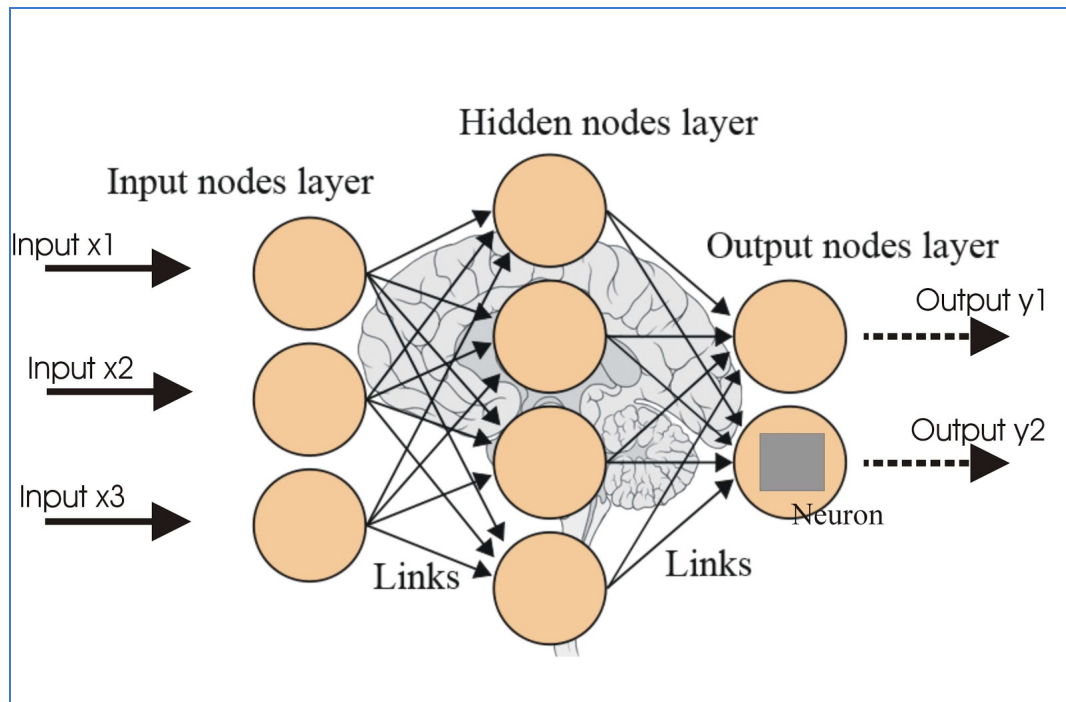 Hidden nodes layer
Input nodes layer
Input x1
Output nodes layer
Output y1
Input x2
Output y2
Input x3
Neuron
Links
Links